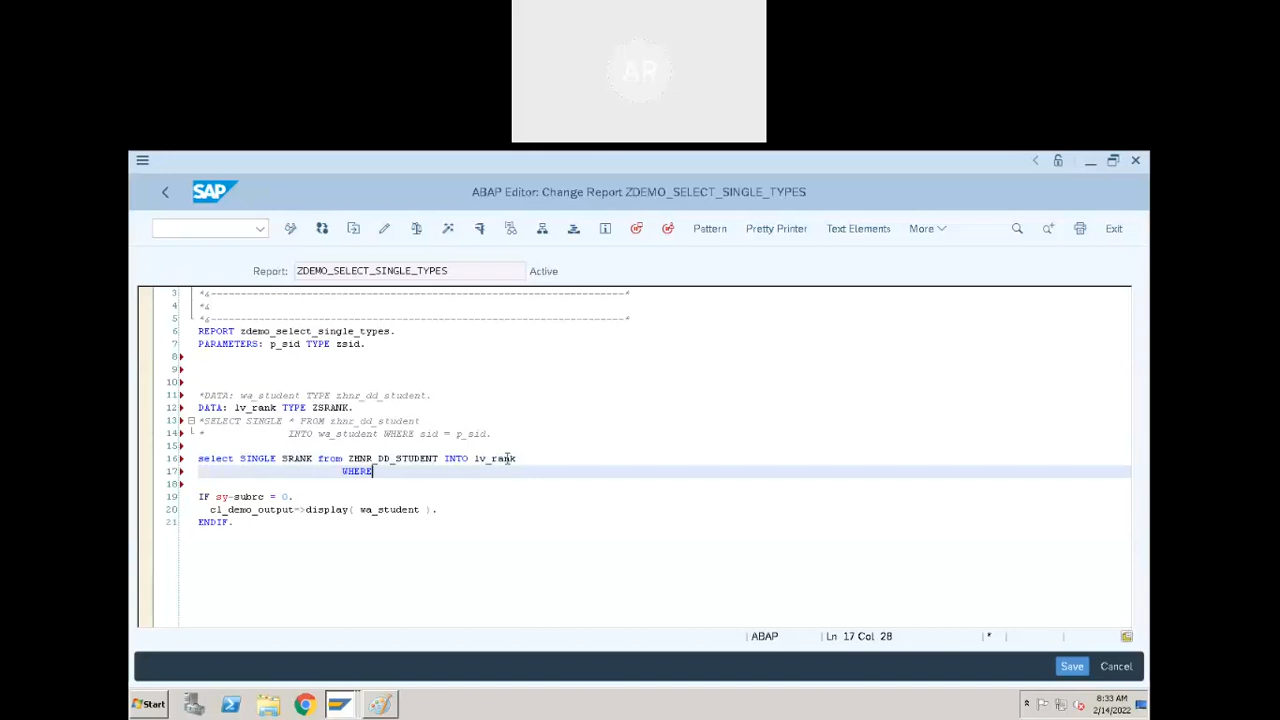 AR
SAP
ABAP Editor: Change Report ZDEMO_SELECT_SINGLE_TYPES
Pattern
Pretty Printer
Text Elements
More
Exit
Report:
ZDEMO_SELECT_SINGLE_TYPES
Active
3 *&---------------------------------------------------------------------*
4 *&
5 *&---------------------------------------------------------------------*
6 REPORT zdemo_select_single_types.
7 PARAMETERS: p_sid TYPE zsid.
8
9
10
11 *DATA: wa_student TYPE zhnr_dd_student.
12 DATA: lv_rank TYPE ZSRANK.
13 *SELECT SINGLE * FROM zhnr_dd_student
14 * INTO wa_student WHERE sid = p_sid.
15
16 select SINGLE SRANK from ZHNR_DD_STUDENT INTO lv_rank
17 WHERE
18
19 IF sy-subrc = 0.
20 cl_demo_output=>display( wa_student ).
21 ENDIF.
ABAP
Ln 17 Col 28
*
Save
Cancel
Start
8:33 AM
2/14/2022